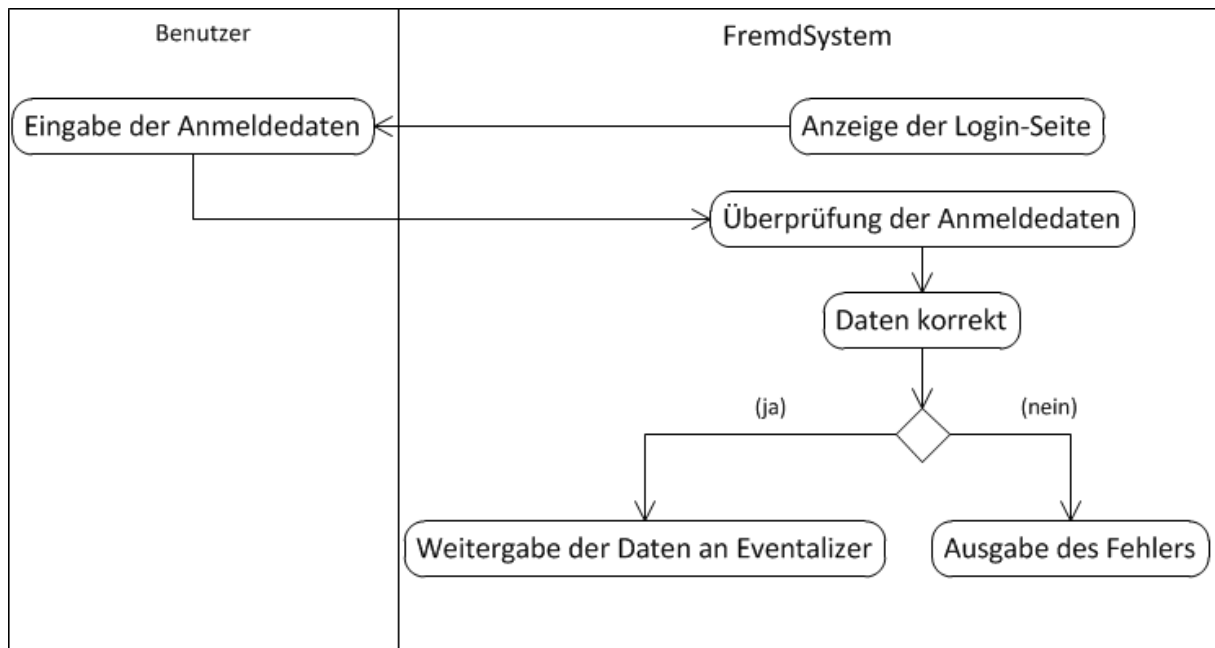 Benutzer
FremdSystem
Eingabe der Anmeldedaten
Anzeige der Login-Seite
Überprüfung der Anmeldedaten
Daten korrekt
(ja)
(nein)
Weitergabe der Daten an Eventalizer
Ausgabe des Fehlers